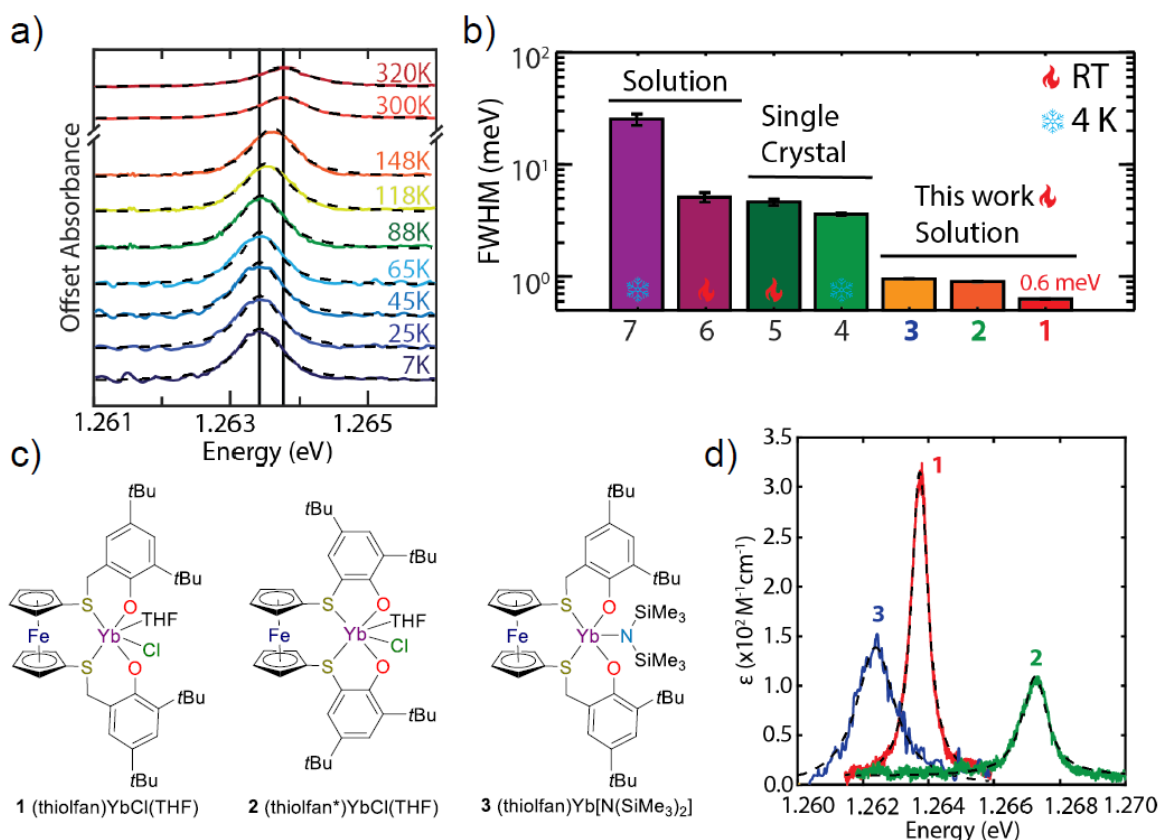 a)
320K
300K
148K
118K
88K
65K
45K
25K
7K
Offset Absorbance
1.261
1.263
1.265
Energy (eV)
b)
10²
10¹
10⁰
FWHM (meV)
Solution
Single
Crystal
This work
Solution
RT
4 K
0.6 meV
7
6
5
4
3
2
1
c)
tBu
tBu
S
O
THF
Fe
Yb
Cl
S
O
tBu
tBu
1 (thiolfan)YbCl(THF)
tBu
tBu
S
O
THF
Fe
Yb
Cl
S
O
tBu
tBu
2 (thiolfan*)YbCl(THF)
tBu
tBu
S
O
SiMe₃
Fe
Yb
N
SiMe₃
S
O
tBu
tBu
3 (thiolfan)Yb[N(SiMe₃)₂]
d)
3.5
3.0
2.5
2.0
1.5
1.0
0.5
0.0
ε (x10² M⁻¹cm⁻¹)
1
3
2
1.260
1.262
1.264
1.266
1.268
1.270
Energy (eV)